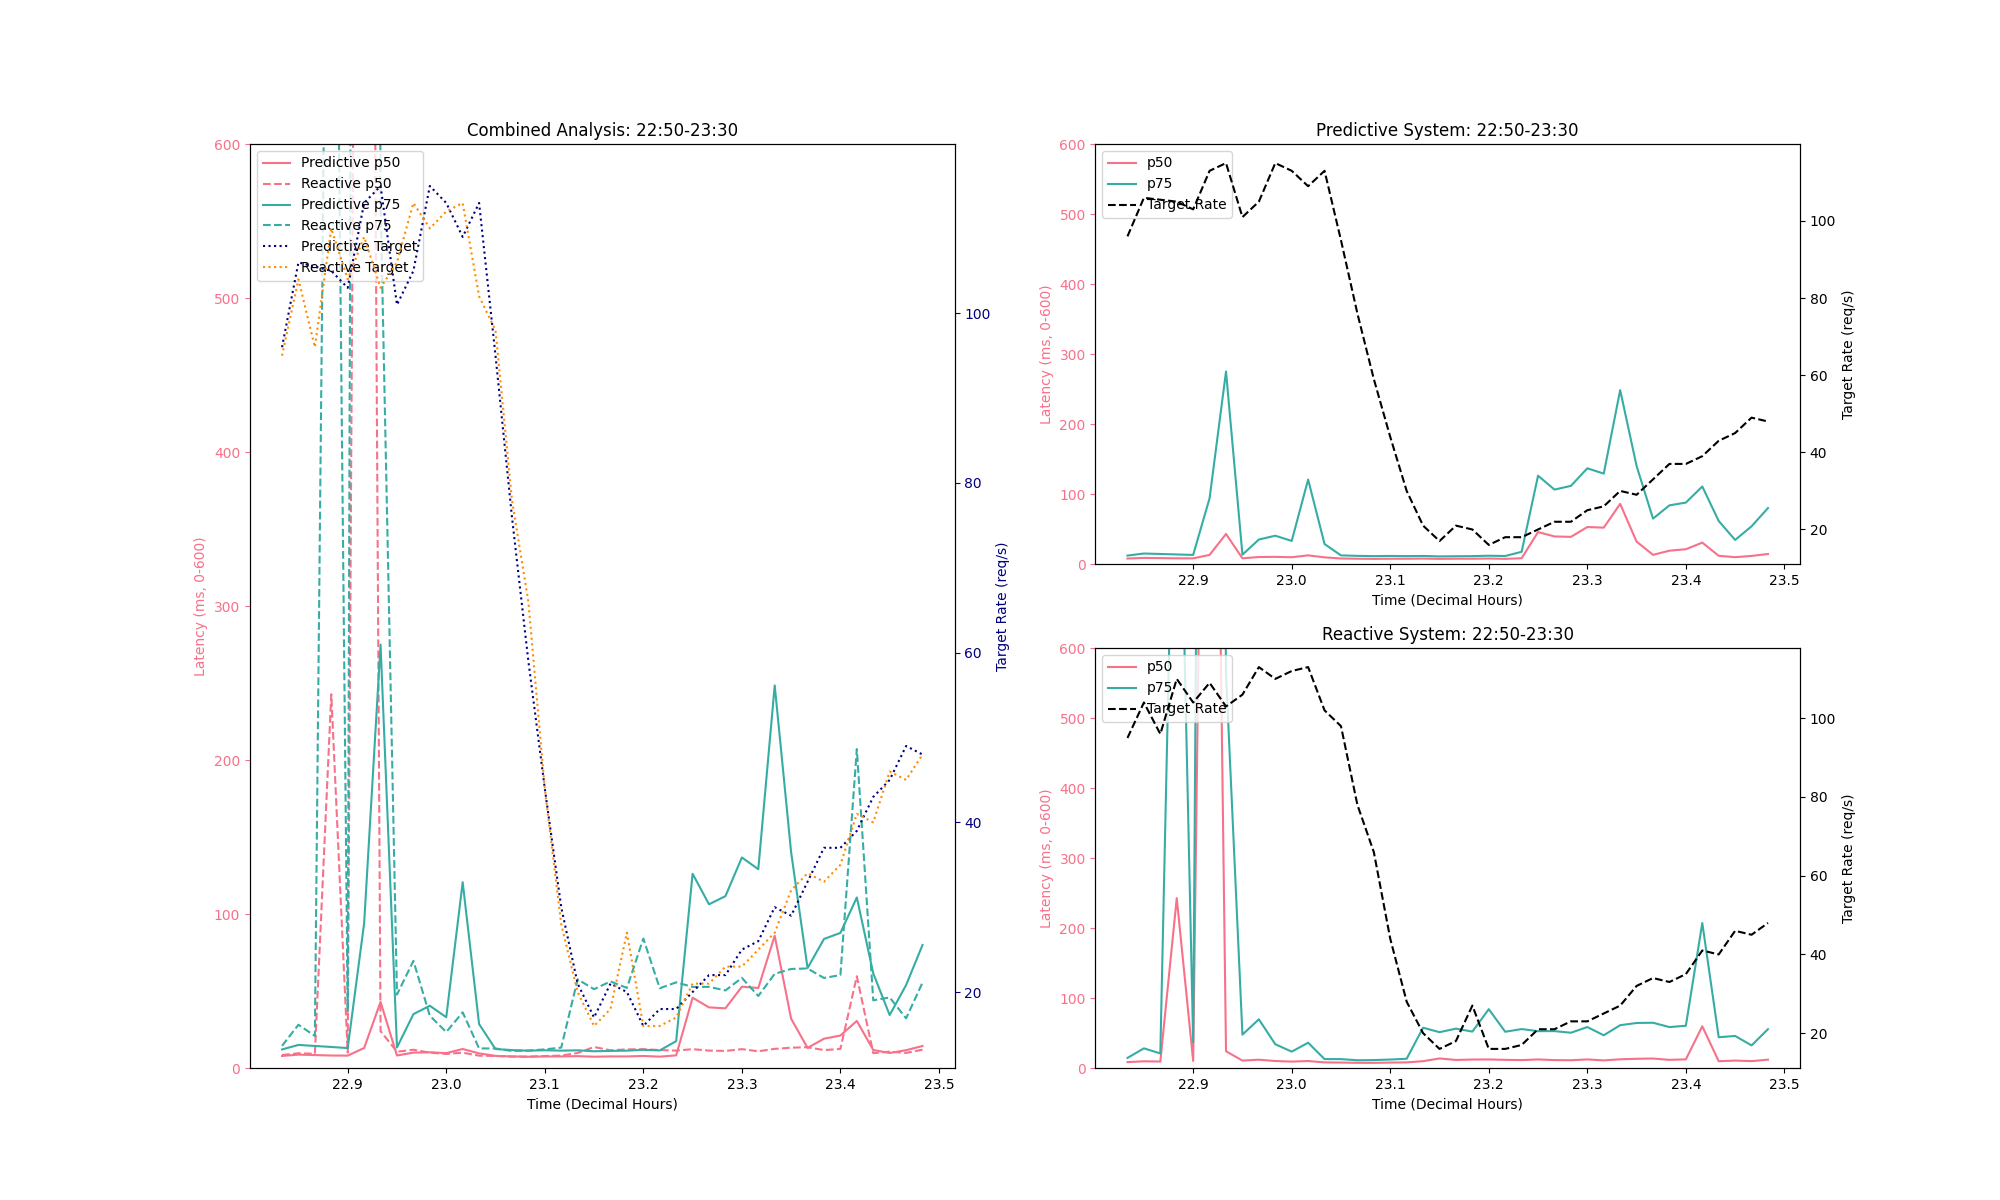 Combined Analysis: 22:50-23:30
600
500
400
300
200
100
0
Latency (ms, 0-600)
Predictive p50
Reactive p50
Predictive p75
Reactive p75
Predictive Target
Reactive Target
100
80
60
40
20
Target Rate (req/s)
22.9 23.0 23.1 23.2 23.3 23.4 23.5
Time (Decimal Hours)
Predictive System: 22:50-23:30
600
500
400
300
200
100
0
Latency (ms, 0-600)
p50
p75
Target Rate
100
80
60
40
20
Target Rate (req/s)
22.9 23.0 23.1 23.2 23.3 23.4 23.5
Time (Decimal Hours)
Reactive System: 22:50-23:30
600
500
400
300
200
100
0
Latency (ms, 0-600)
p50
p75
Target Rate
100
80
60
40
20
Target Rate (req/s)
22.9 23.0 23.1 23.2 23.3 23.4 23.5
Time (Decimal Hours)